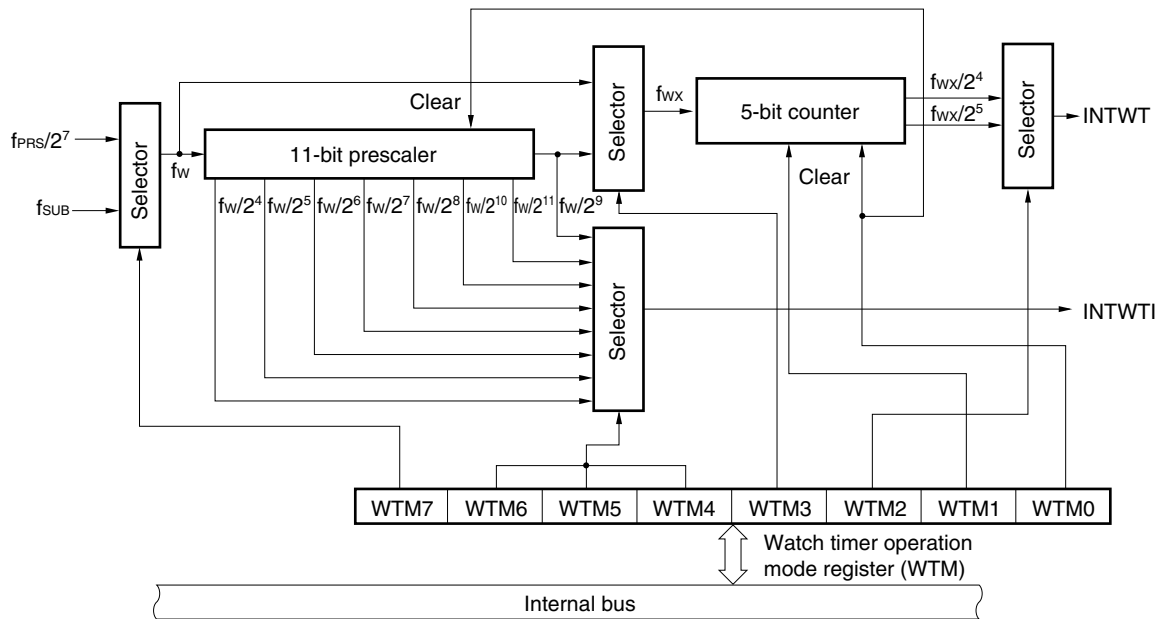 Clear
fPRS/2⁷
fSUB
Selector
fW
11-bit prescaler
fW/2⁴
fW/2⁵
fW/2⁶
fW/2⁷
fW/2⁸
fW/2¹⁰
fW/2¹¹
fW/2⁹
Selector
fWX
5-bit counter
Clear
fWX/2⁴
fWX/2⁵
Selector
INTWT
Selector
INTWTI
WTM7 WTM6 WTM5 WTM4 WTM3 WTM2 WTM1 WTM0
Watch timer operation
mode register (WTM)
Internal bus